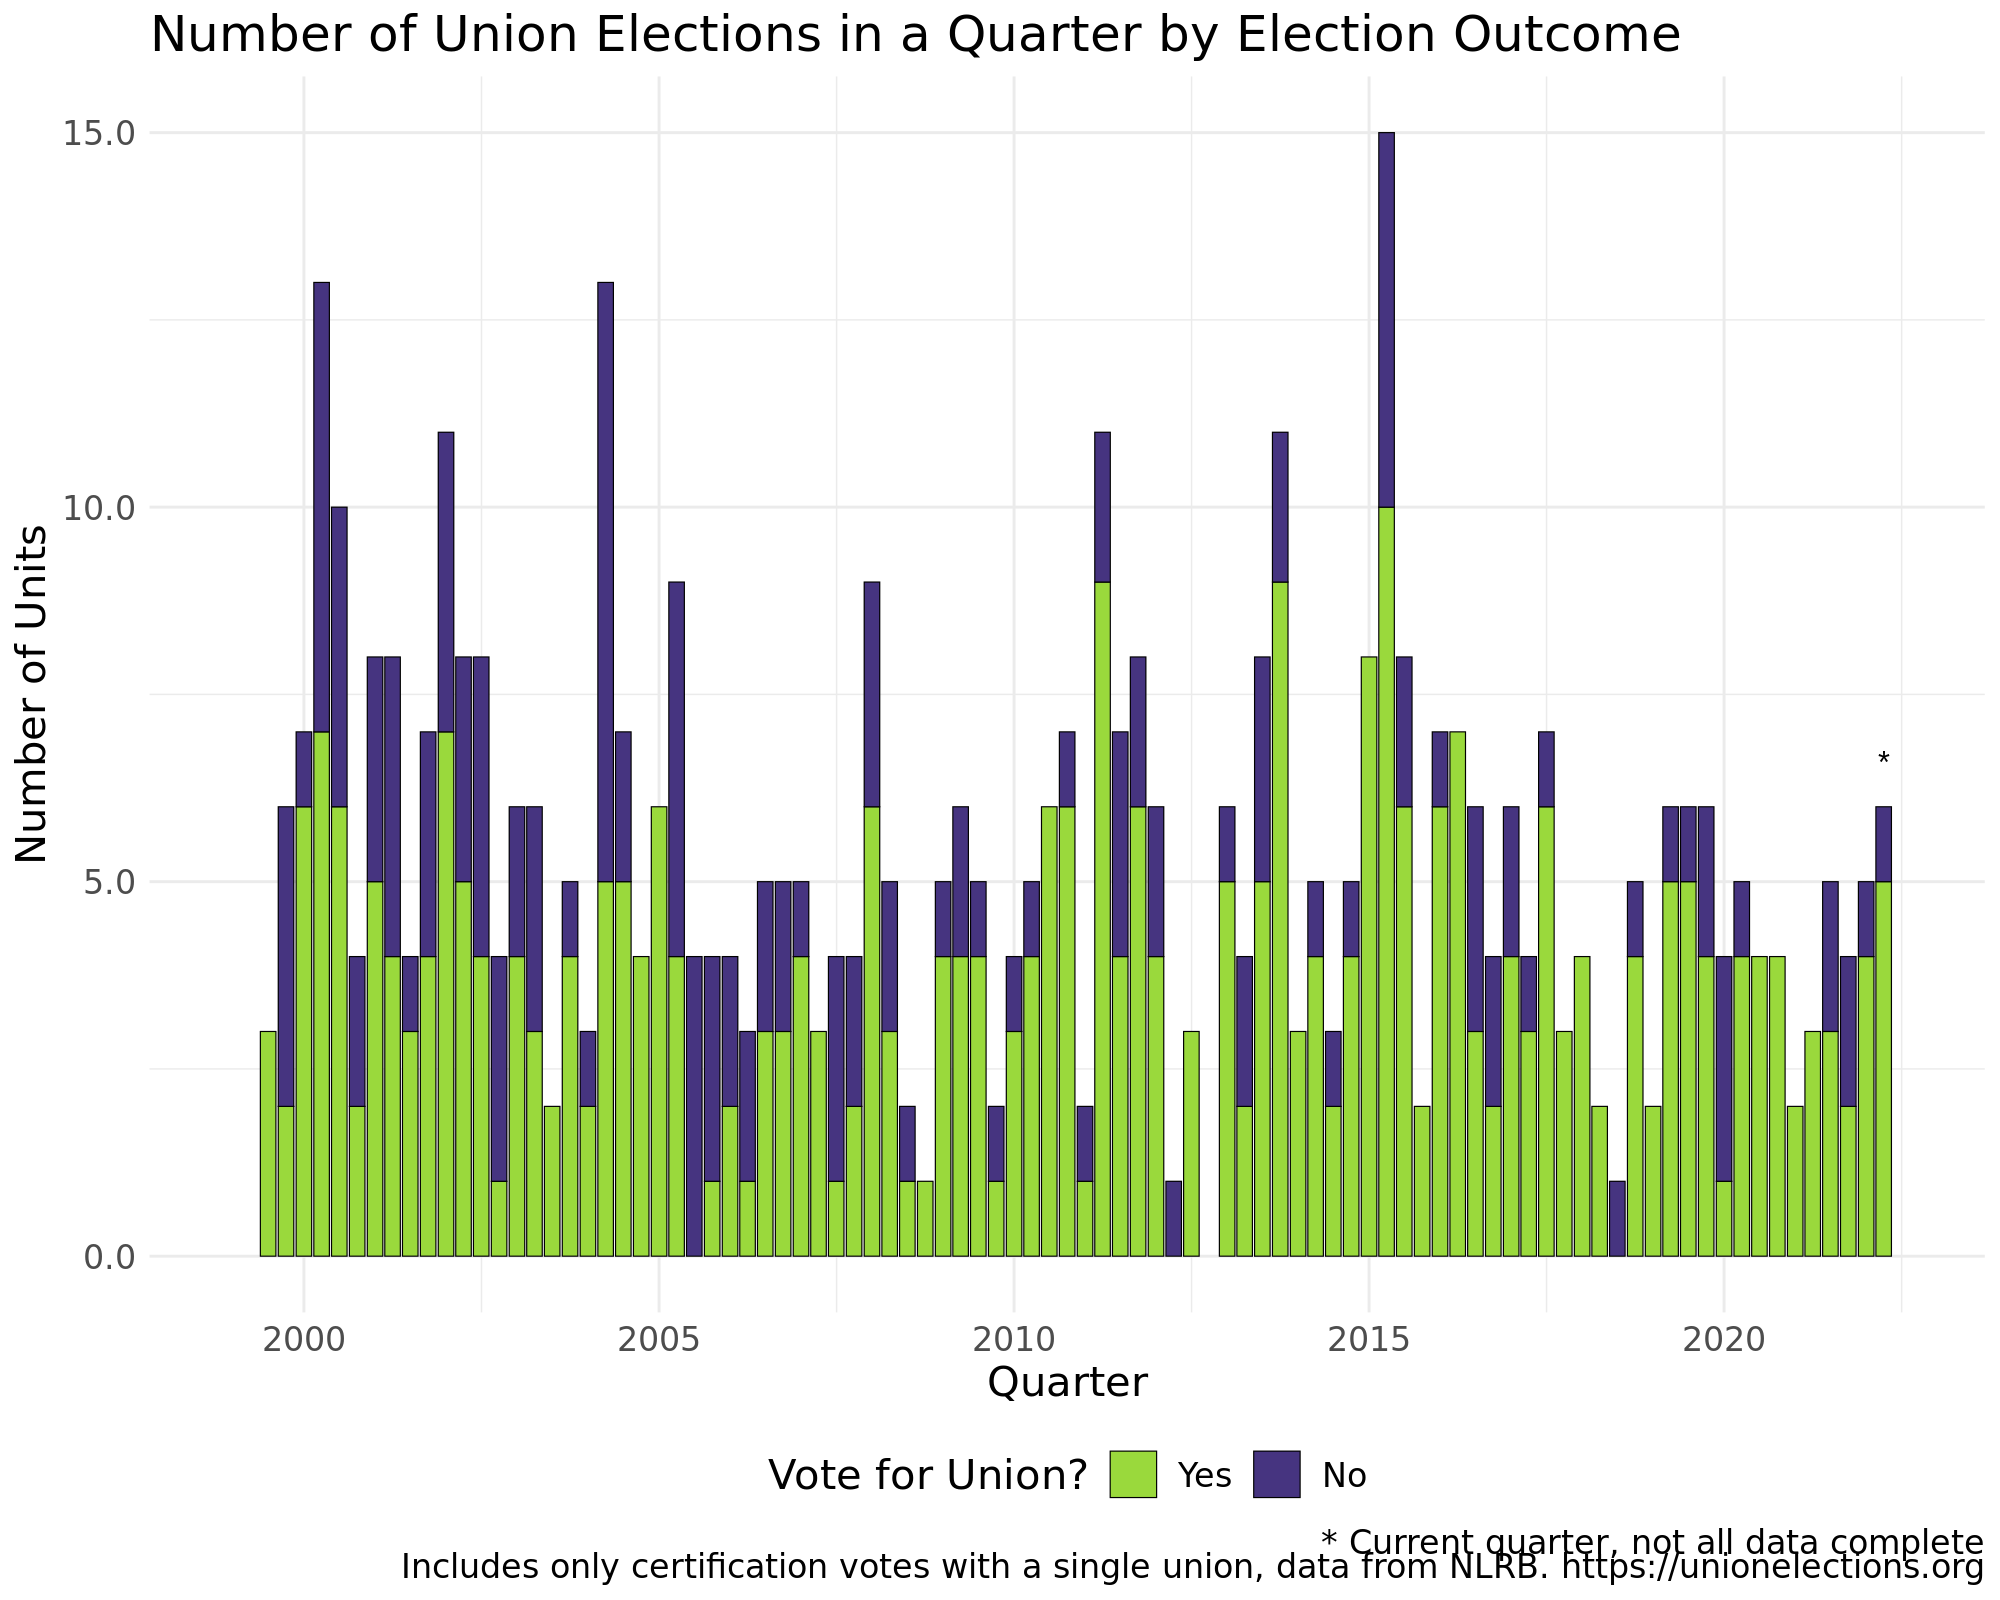 Number of Union Elections in a Quarter by Election Outcome
15.0
10.0
5.0
0.0
Number of Units
*
2000 2005 2010 2015 2020
Quarter
Vote for Union? Yes No
* Current quarter, not all data complete
Includes only certification votes with a single union, data from NLRB. https://unionelections.org